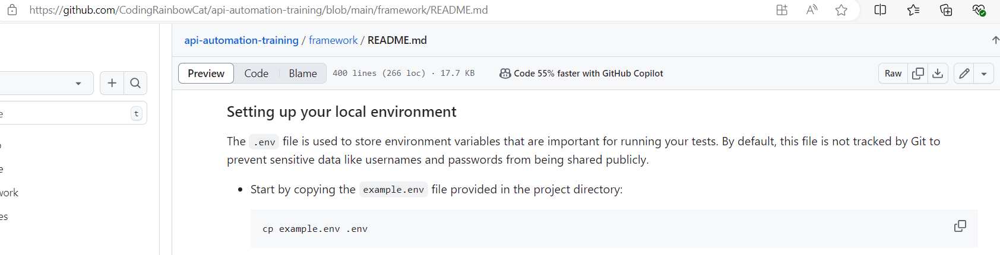 https://github.com/CodingRainbowCat/api-automation-training/blob/main/framework/README.md
api-automation-training / framework / README.md
Preview Code Blame 400 lines (266 loc) · 17.7 KB Code 55% faster with GitHub Copilot Raw
t
Setting up your local environment
The .env file is used to store environment variables that are important for running your tests. By default, this file is not tracked by Git to
prevent sensitive data like usernames and passwords from being shared publicly.
• Start by copying the example.env file provided in the project directory:
cp example.env .env